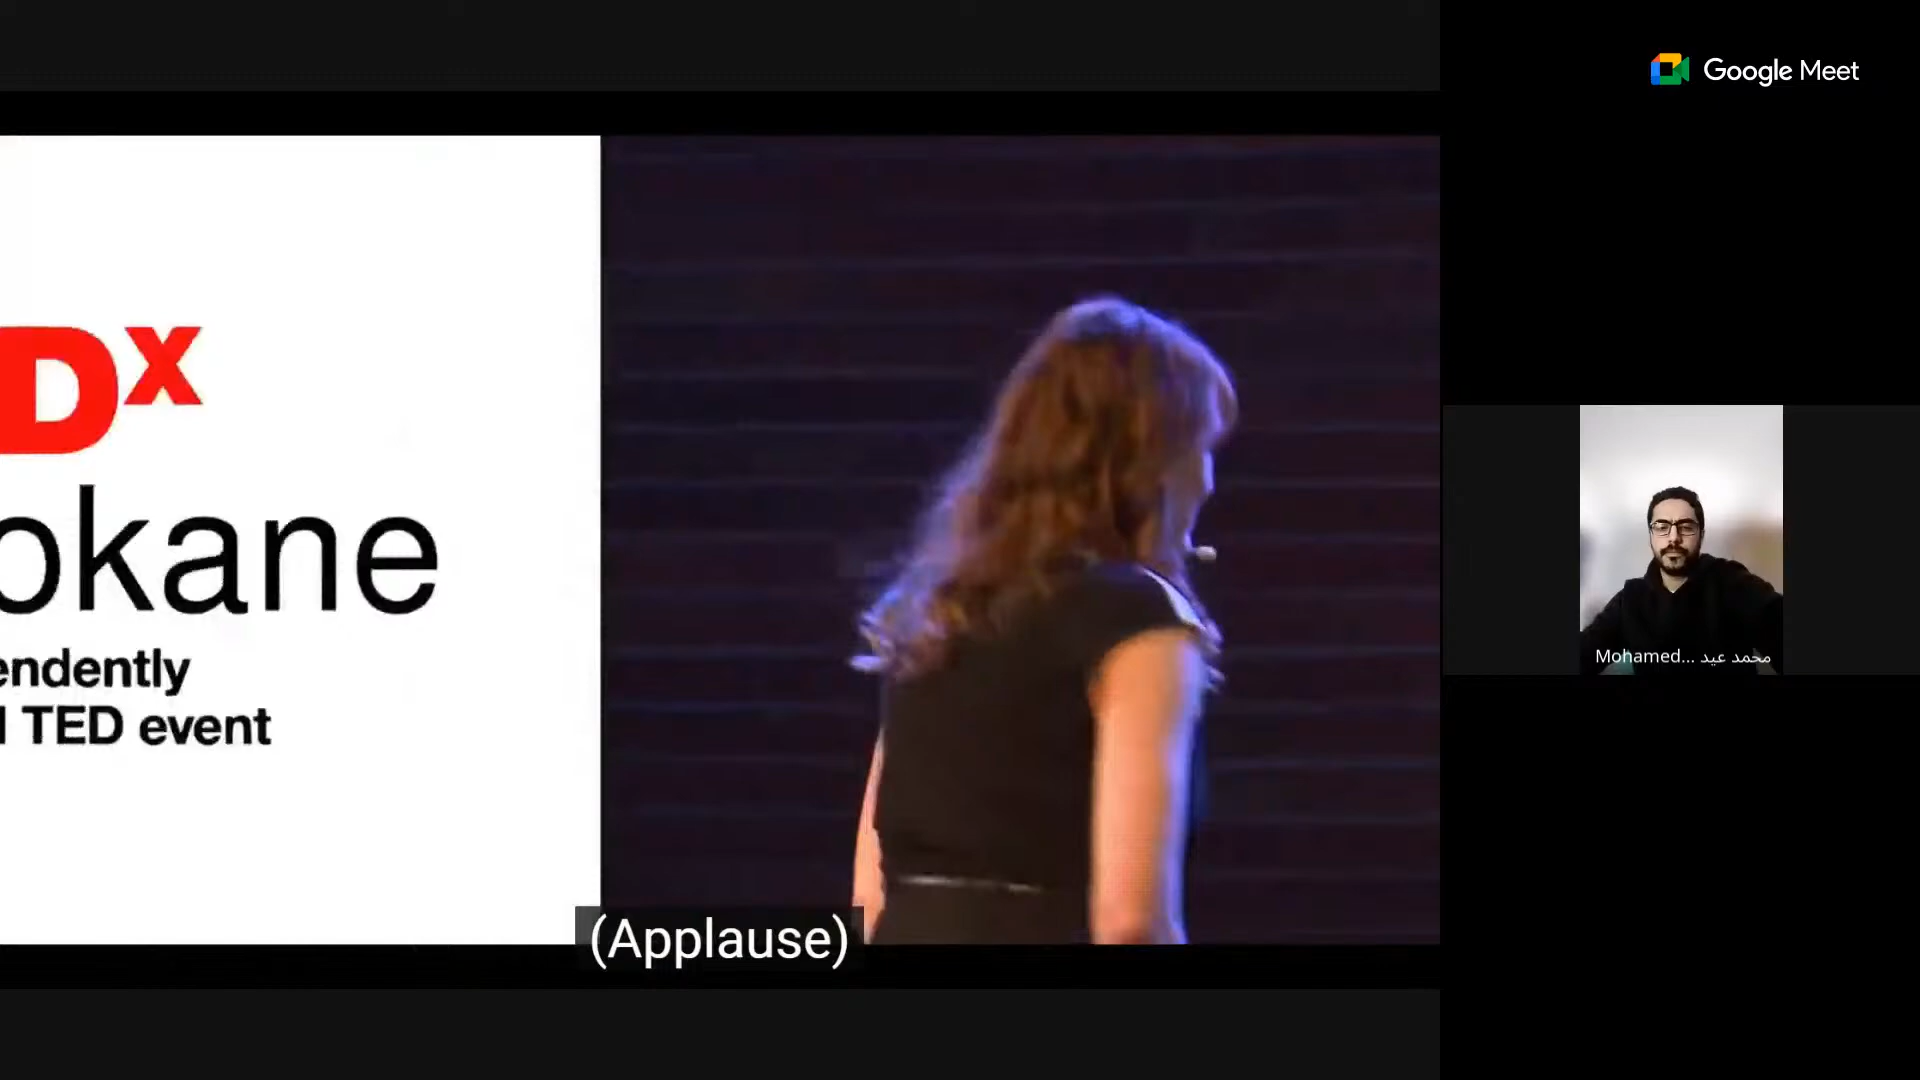 Google Meet
Dx
okane
endently
TED event
(Applause)
Mohamed... محمد عيد